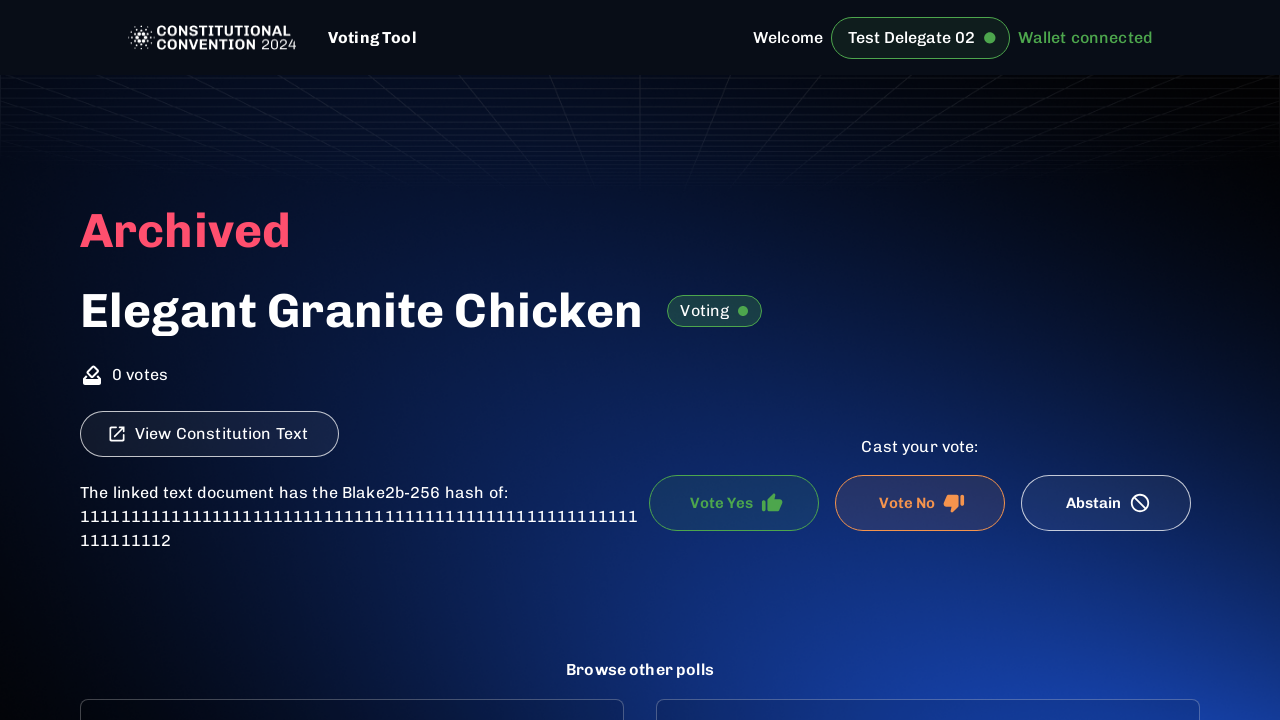 CONSTITUTIONAL
CONVENTION 2024
Voting Tool
Welcome Test Delegate 02 Wallet connected
Archived
Elegant Granite Chicken
Voting
0 votes
View Constitution Text
The linked text document has the Blake2b-256 hash of:
1111111111111111111111111111111111111111111111111111111
111111112
Cast your vote:
Vote Yes Vote No Abstain
Browse other polls